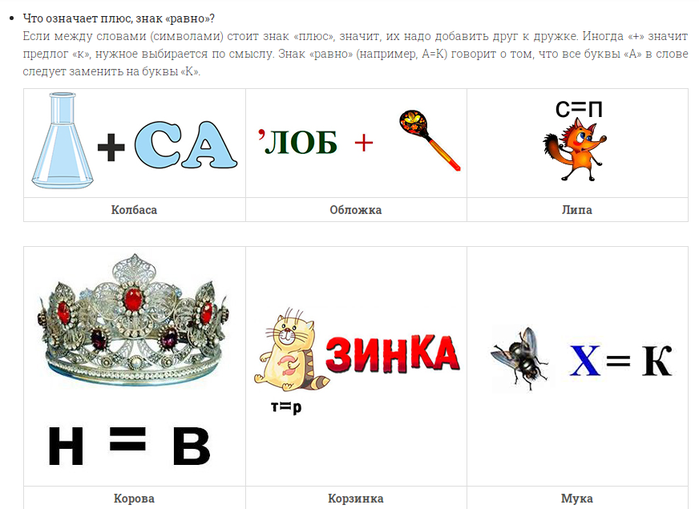 Что означает плюс, знак «равно»?
Если между словами (символами) стоит знак «плюс», значит, их надо добавить друг к дружке. Иногда «+» значит
предлог «к», нужное выбирается по смыслу. Знак «равно» (например, А=К) говорит о том, что все буквы «А» в слове
следует заменить на буквы «К».
+ СА
’ЛОБ +
с=п
Колбаса
Обложка
Липа
н = в
ЗИНКА
т=р
Х = К
Корова
Корзинка
Мука